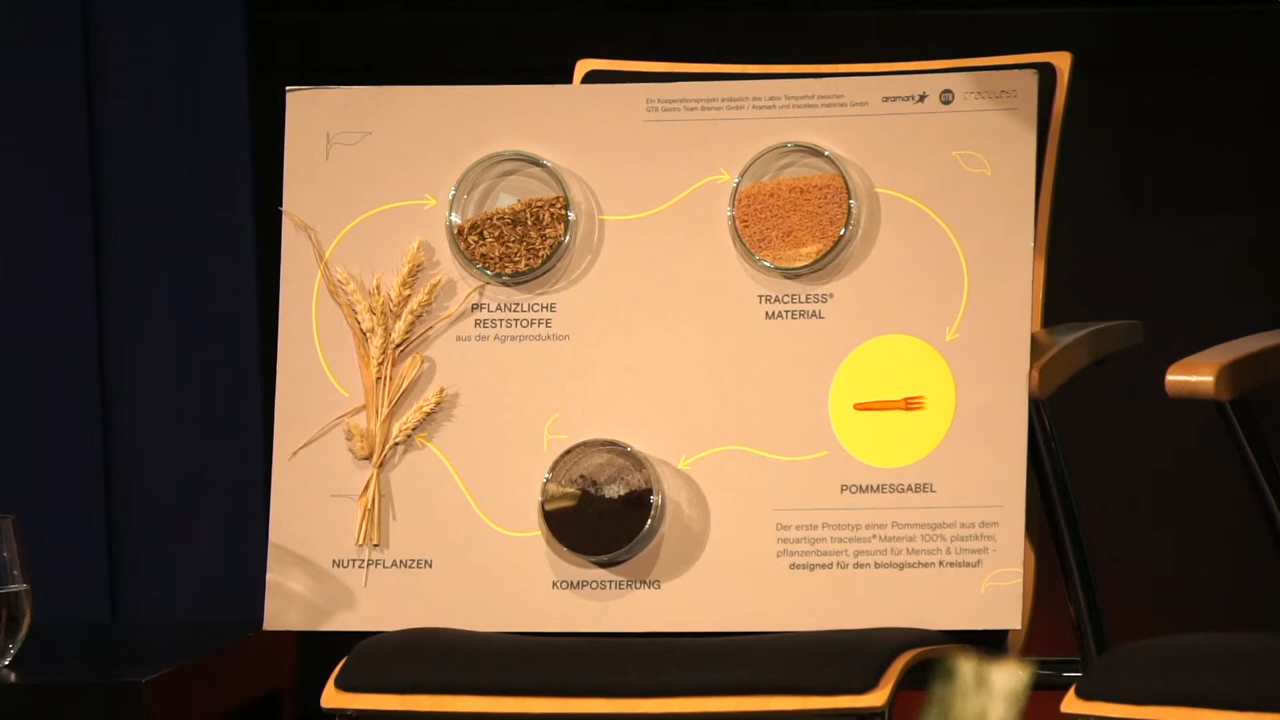 Ein Kooperationsprojekt anlässlich des Labor Tempelhof zwischen
GTB Gastro Team Bremen GmbH / Aramark und traceless materials GmbH
aramark
GTB
traceless
PFLANZLICHE
RESTSTOFFE
aus der Agrarproduktion
TRACELESS®
MATERIAL
POMMESGABEL
Der erste Prototyp einer Pommesgabel aus dem
neuartigen traceless® Material: 100% plastikfrei,
pflanzenbasiert, gesund für Mensch & Umwelt –
designed für den biologischen Kreislauf!
NUTZPFLANZEN
KOMPOSTIERUNG